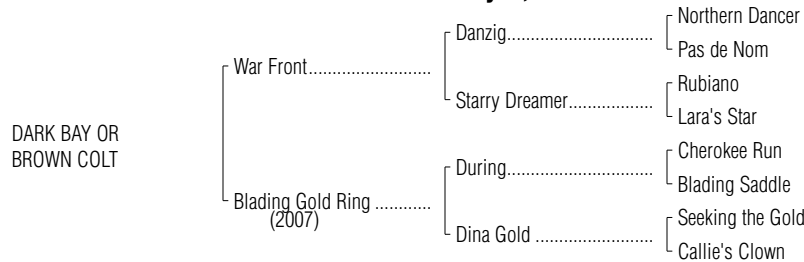 Northern Dancer
Danzig
Pas de Nom
War Front
Rubiano
Starry Dreamer
Lara's Star
DARK BAY OR
BROWN COLT
Cherokee Run
During
Blading Saddle
Blading Gold Ring
(2007)
Seeking the Gold
Dina Gold
Callie's Clown